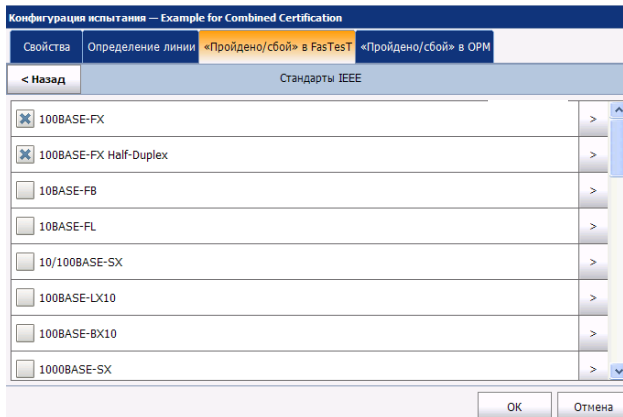 Конфигурация испытания — Example for Combined Certification
Свойства Определение линии «Пройдено/сбой» в FasTesT «Пройдено/сбой» в OPM
< Назад Стандарты IEEE
100BASE-FX >
100BASE-FX Half-Duplex >
10BASE-FB >
10BASE-FL >
10/100BASE-SX >
100BASE-LX10 >
100BASE-BX10 >
1000BASE-SX >
OK Отмена